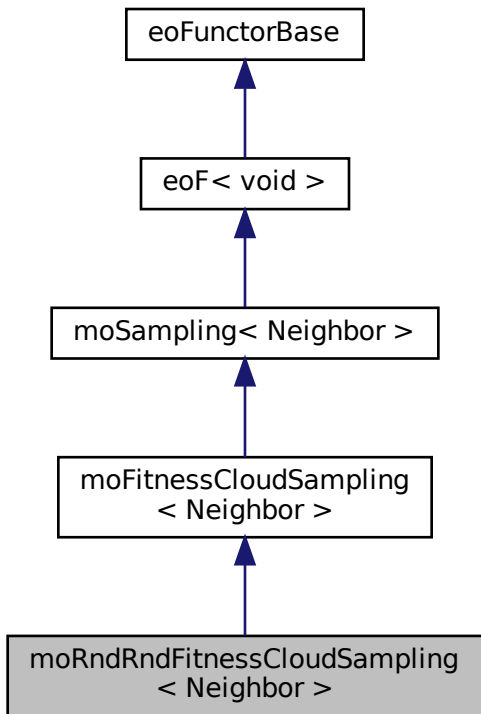 eoFunctorBase
eoF< void >
moSampling< Neighbor >
moFitnessCloudSampling
< Neighbor >
moRndRndFitnessCloudSampling
< Neighbor >